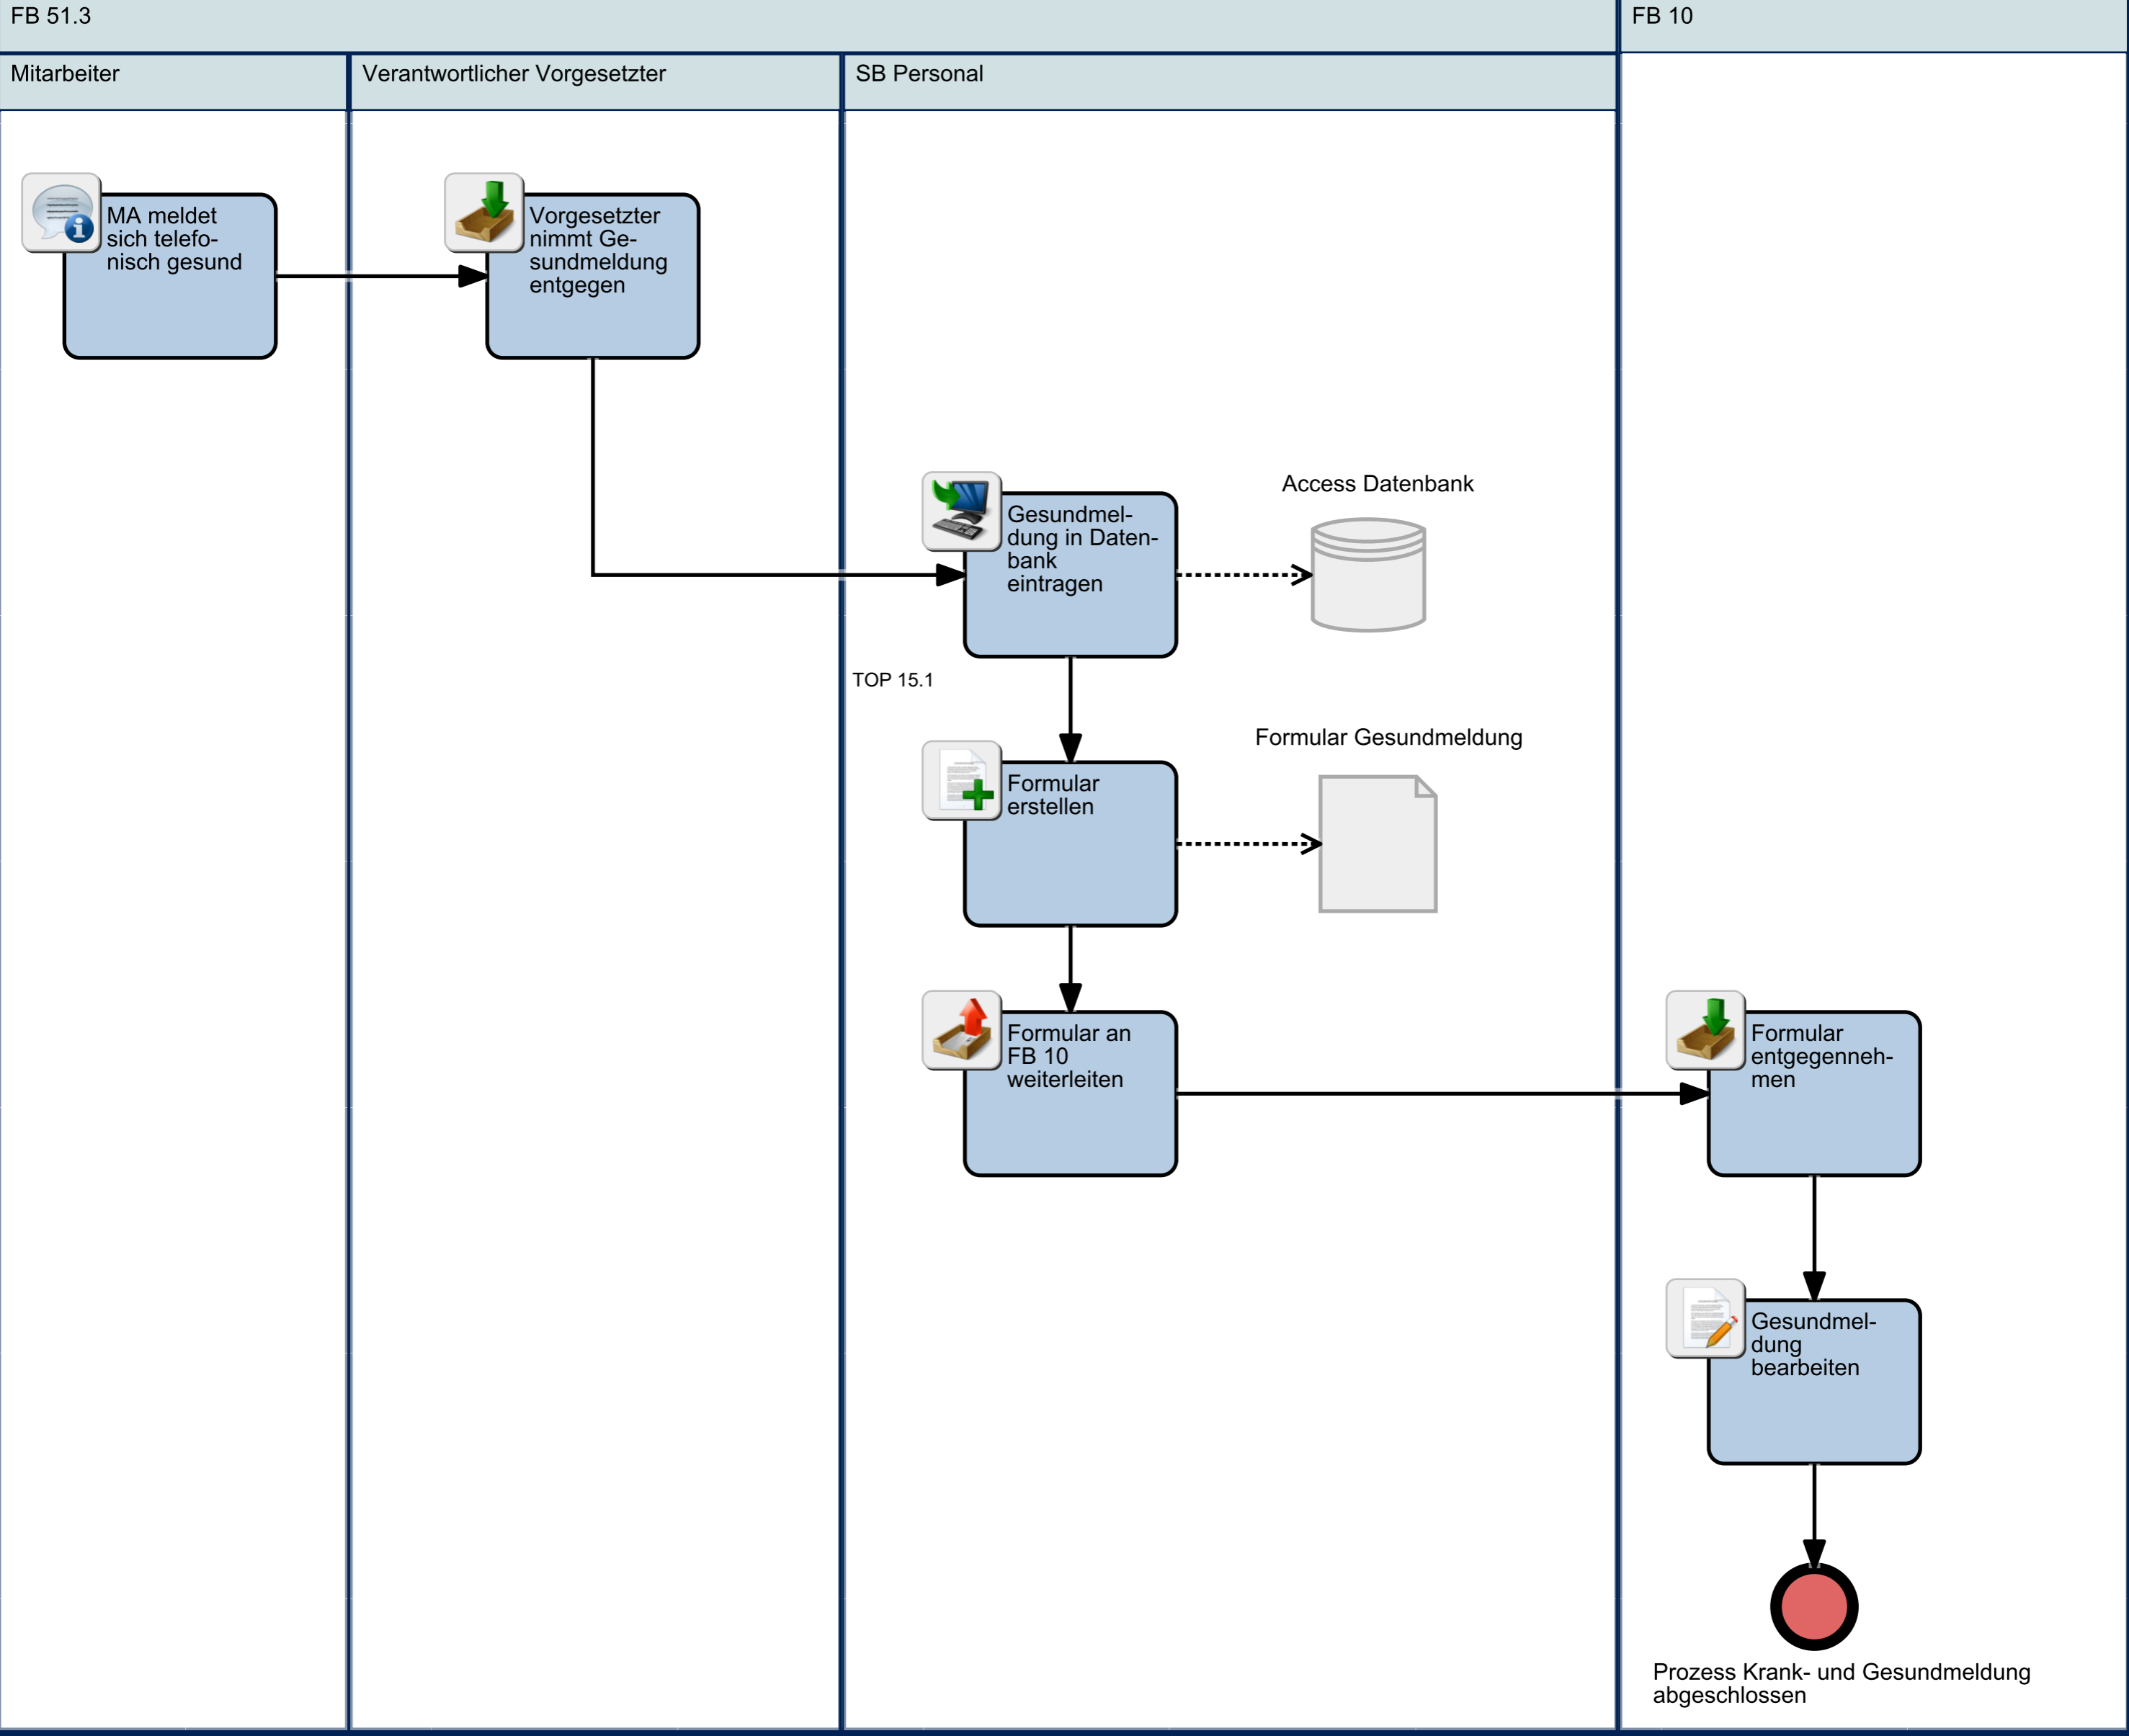 FB 51.3
FB 10
Mitarbeiter
Verantwortlicher Vorgesetzter
SB Personal
MA meldet
sich telefo-
nisch gesund
Vorgesetzter
nimmt Ge-
sundmeldung
entgegen
Access Datenbank
Gesundmel-
dung in Daten-
bank
eintragen
TOP 15.1
Formular Gesundmeldung
Formular
erstellen
Formular an
FB 10
weiterleiten
Formular
entgegenneh-
men
Gesundmel-
dung
bearbeiten
Prozess Krank- und Gesundmeldung
abgeschlossen